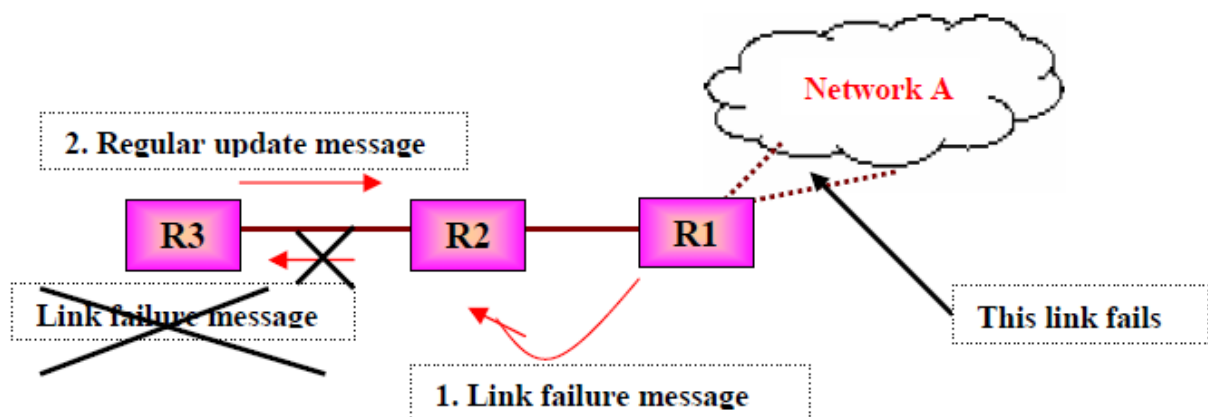 Network A
2. Regular update message
R3
R2
R1
Link failure message
This link fails
1. Link failure message